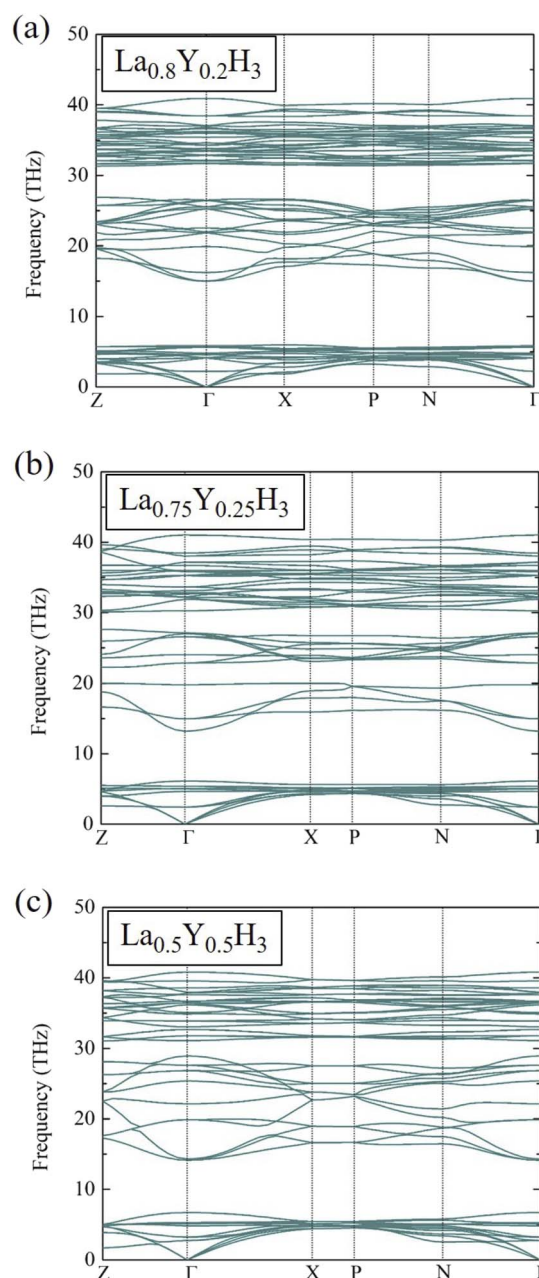 (a)
La0.8Y0.2H3
50
40
30
20
10
0
Frequency (THz)
Z Γ X P N Γ
(b)
La0.75Y0.25H3
50
40
30
20
10
0
Frequency (THz)
Z Γ X P N Γ
(c)
La0.5Y0.5H3
50
40
30
20
10
0
Frequency (THz)
Z Γ X P N Γ